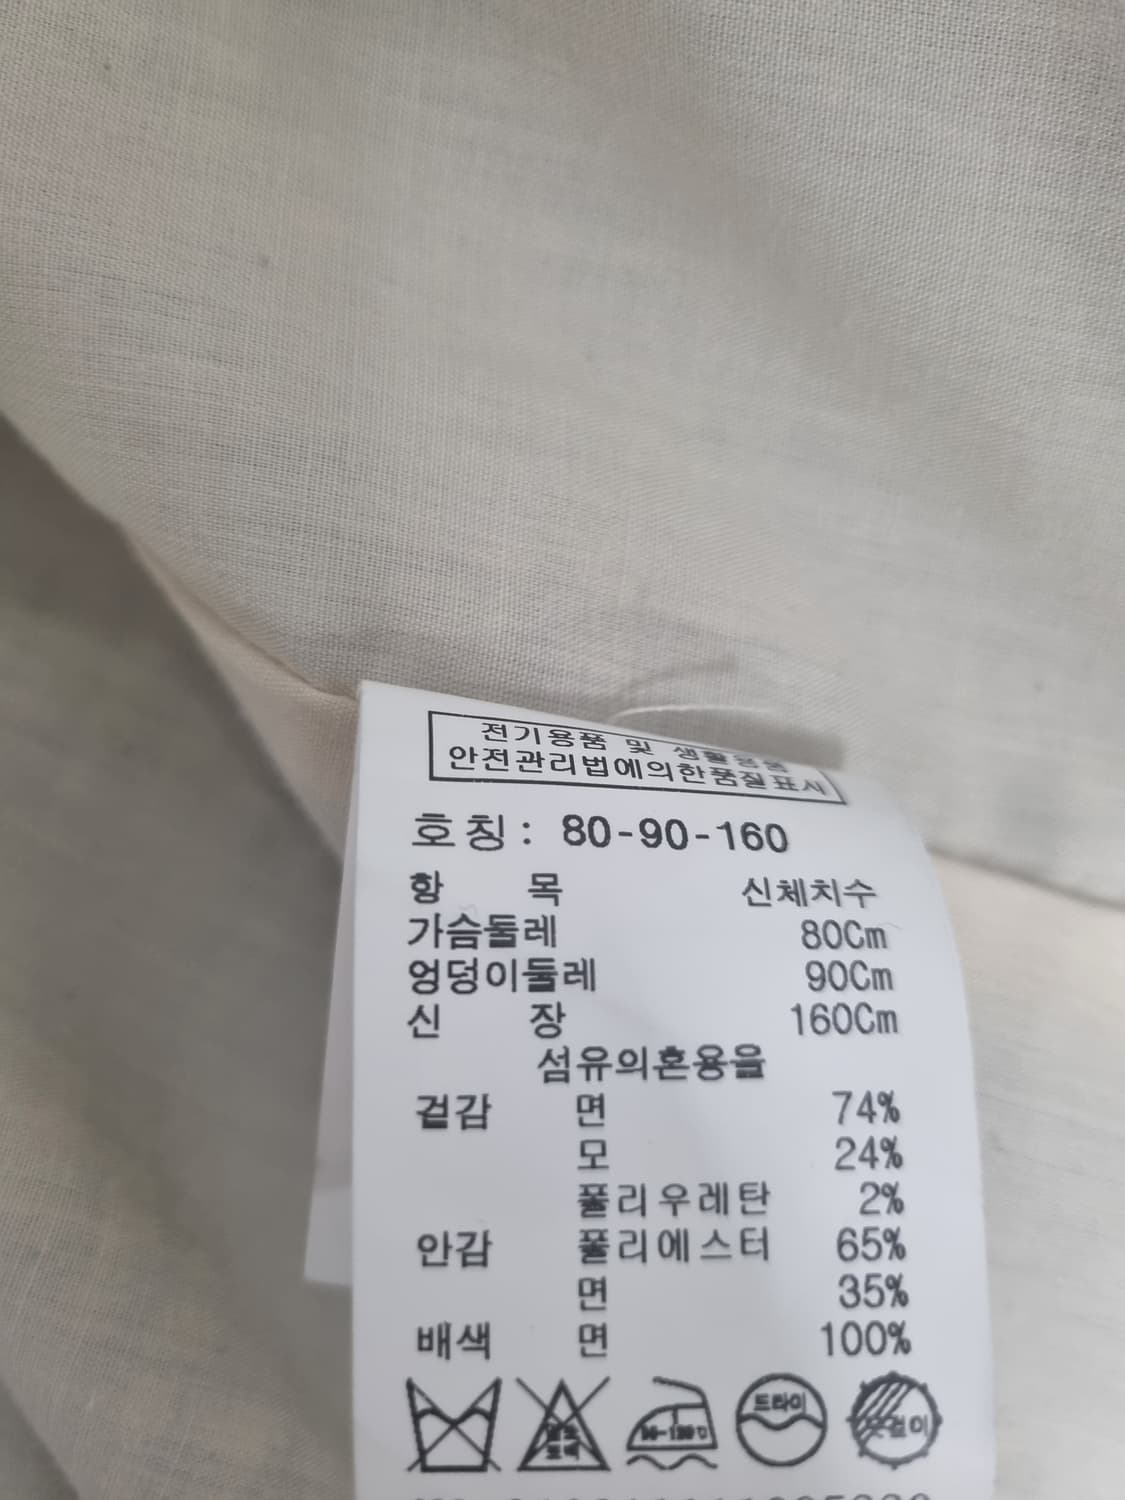 전기용품 및 생활용품
안전관리법에의한품질표시
호칭: 80-90-160
항 목 신체치수
가슴둘레 80Cm
엉덩이둘레 90Cm
신 장 160Cm
섬유의혼용율
겉감 면 74%
모 24%
폴리우레탄 2%
안감 폴리에스터 65%
면 35%
배색 면 100%
드라이